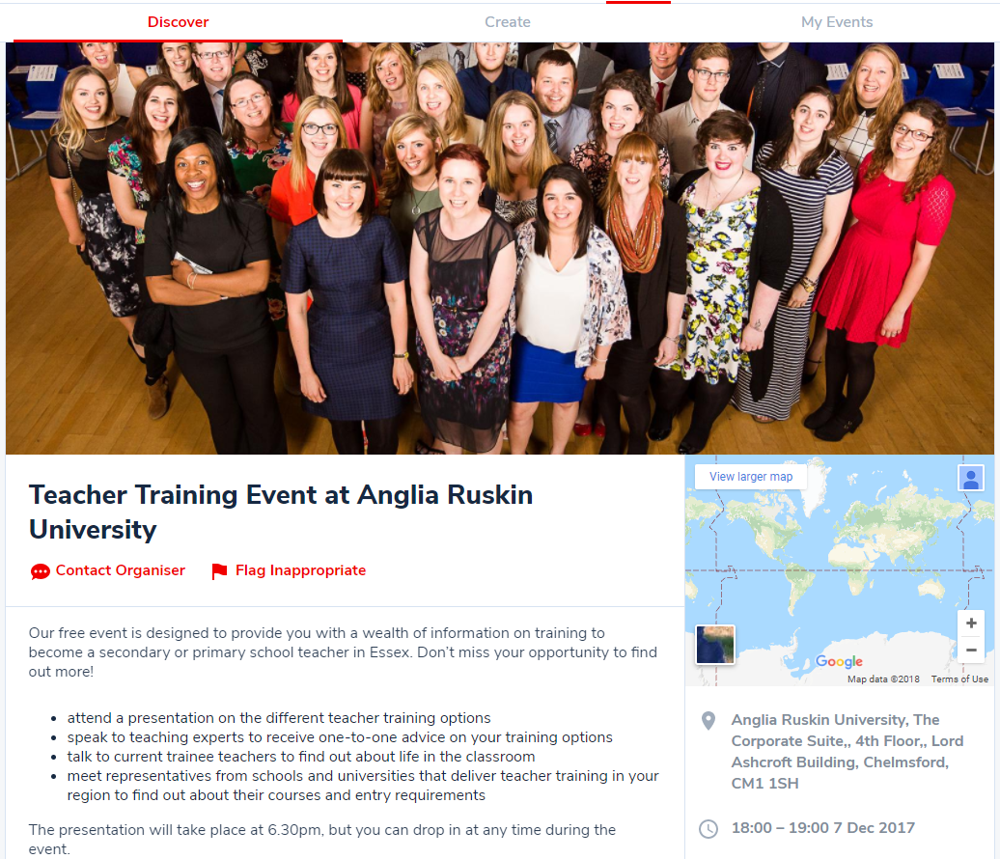 Discover
Create
My Events
Teacher Training Event at Anglia Ruskin
University
Contact Organiser
Flag Inappropriate
Our free event is designed to provide you with a wealth of information on training to
become a secondary or primary school teacher in Essex. Don’t miss your opportunity to find
out more!
• attend a presentation on the different teacher training options
• speak to teaching experts to receive one-to-one advice on your training options
• talk to current trainee teachers to find out about life in the classroom
• meet representatives from schools and universities that deliver teacher training in your
region to find out about their courses and entry requirements
The presentation will take place at 6.30pm, but you can drop in at any time during the
event.
View larger map
+
−
Google
Map data ©2018
Terms of Use
Anglia Ruskin University, The
Corporate Suite,, 4th Floor,, Lord
Ashcroft Building, Chelmsford,
CM1 1SH
18:00 – 19:00 7 Dec 2017